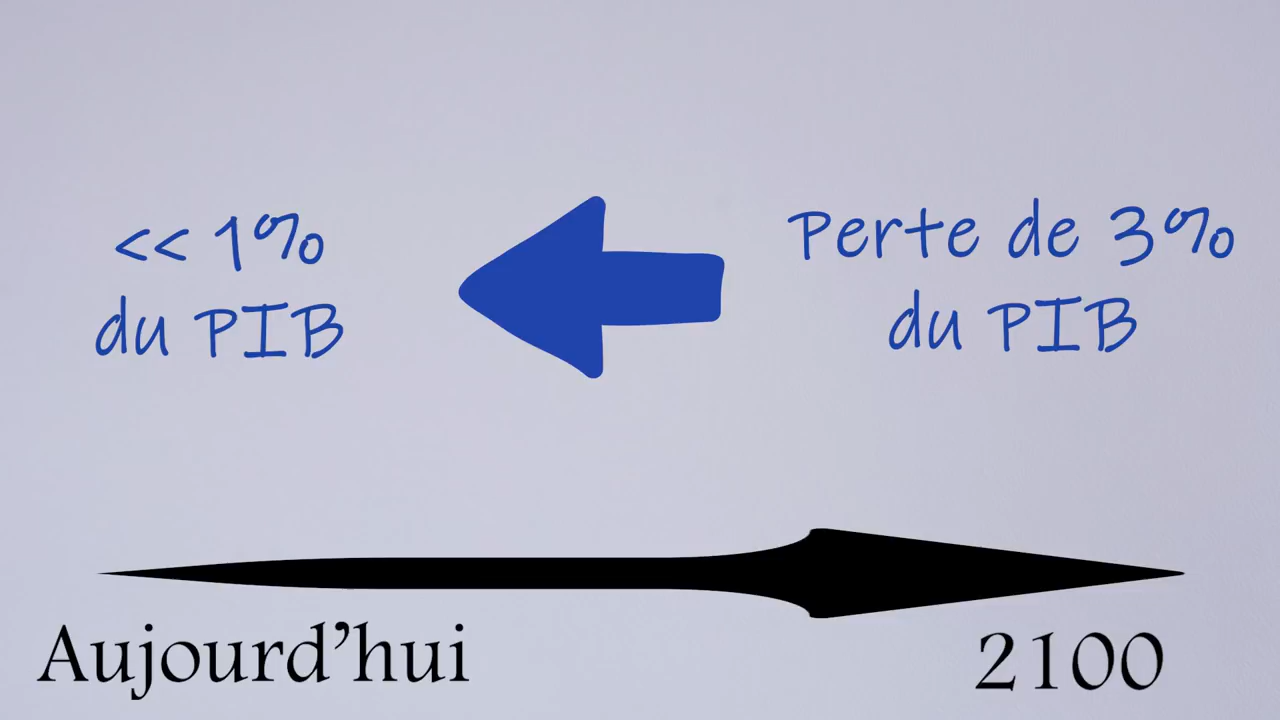 << 1%
du PIB
Perte de 3%
du PIB
Aujourd'hui
2100